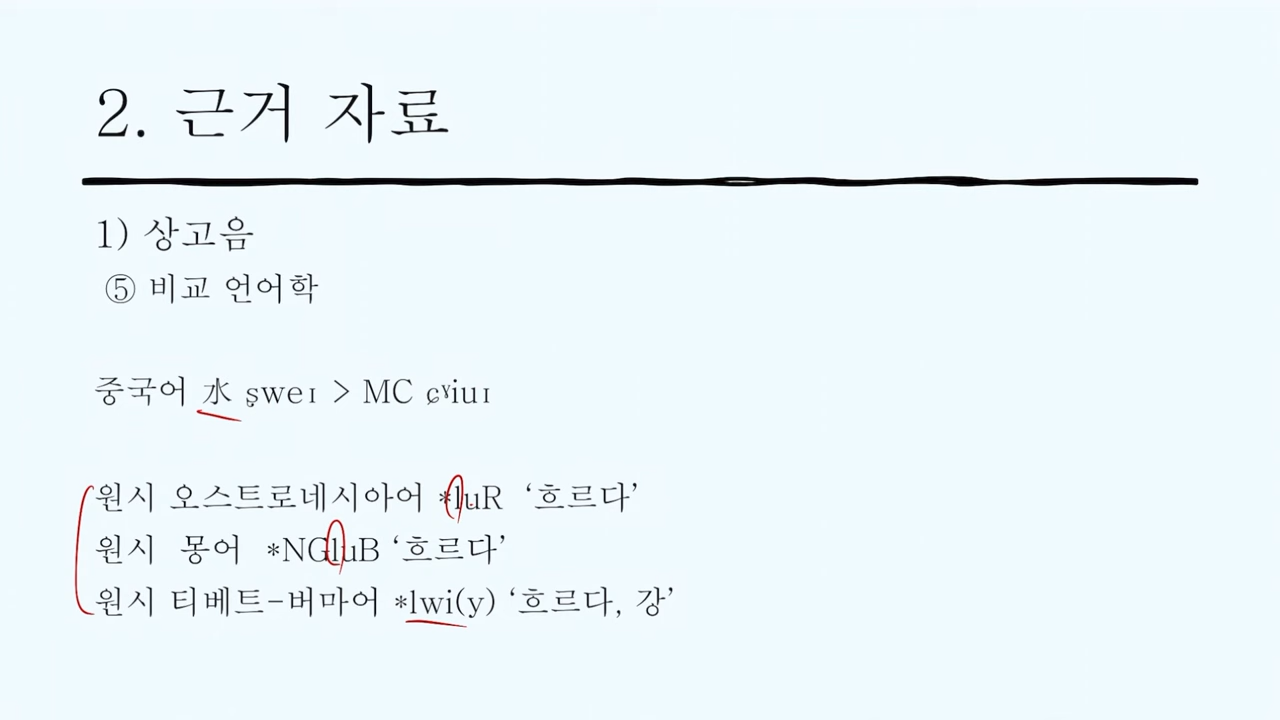 2. 근거 자료
1) 상고음
⑤ 비교 언어학
중국어 水 ʂweɪ > MC ɕˠiuɪ
원시 오스트로네시아어 *luR ‘흐르다’
원시 몽어 *NGluB ‘흐르다’
원시 티베트-버마어 *lwi(y) ‘흐르다, 강’